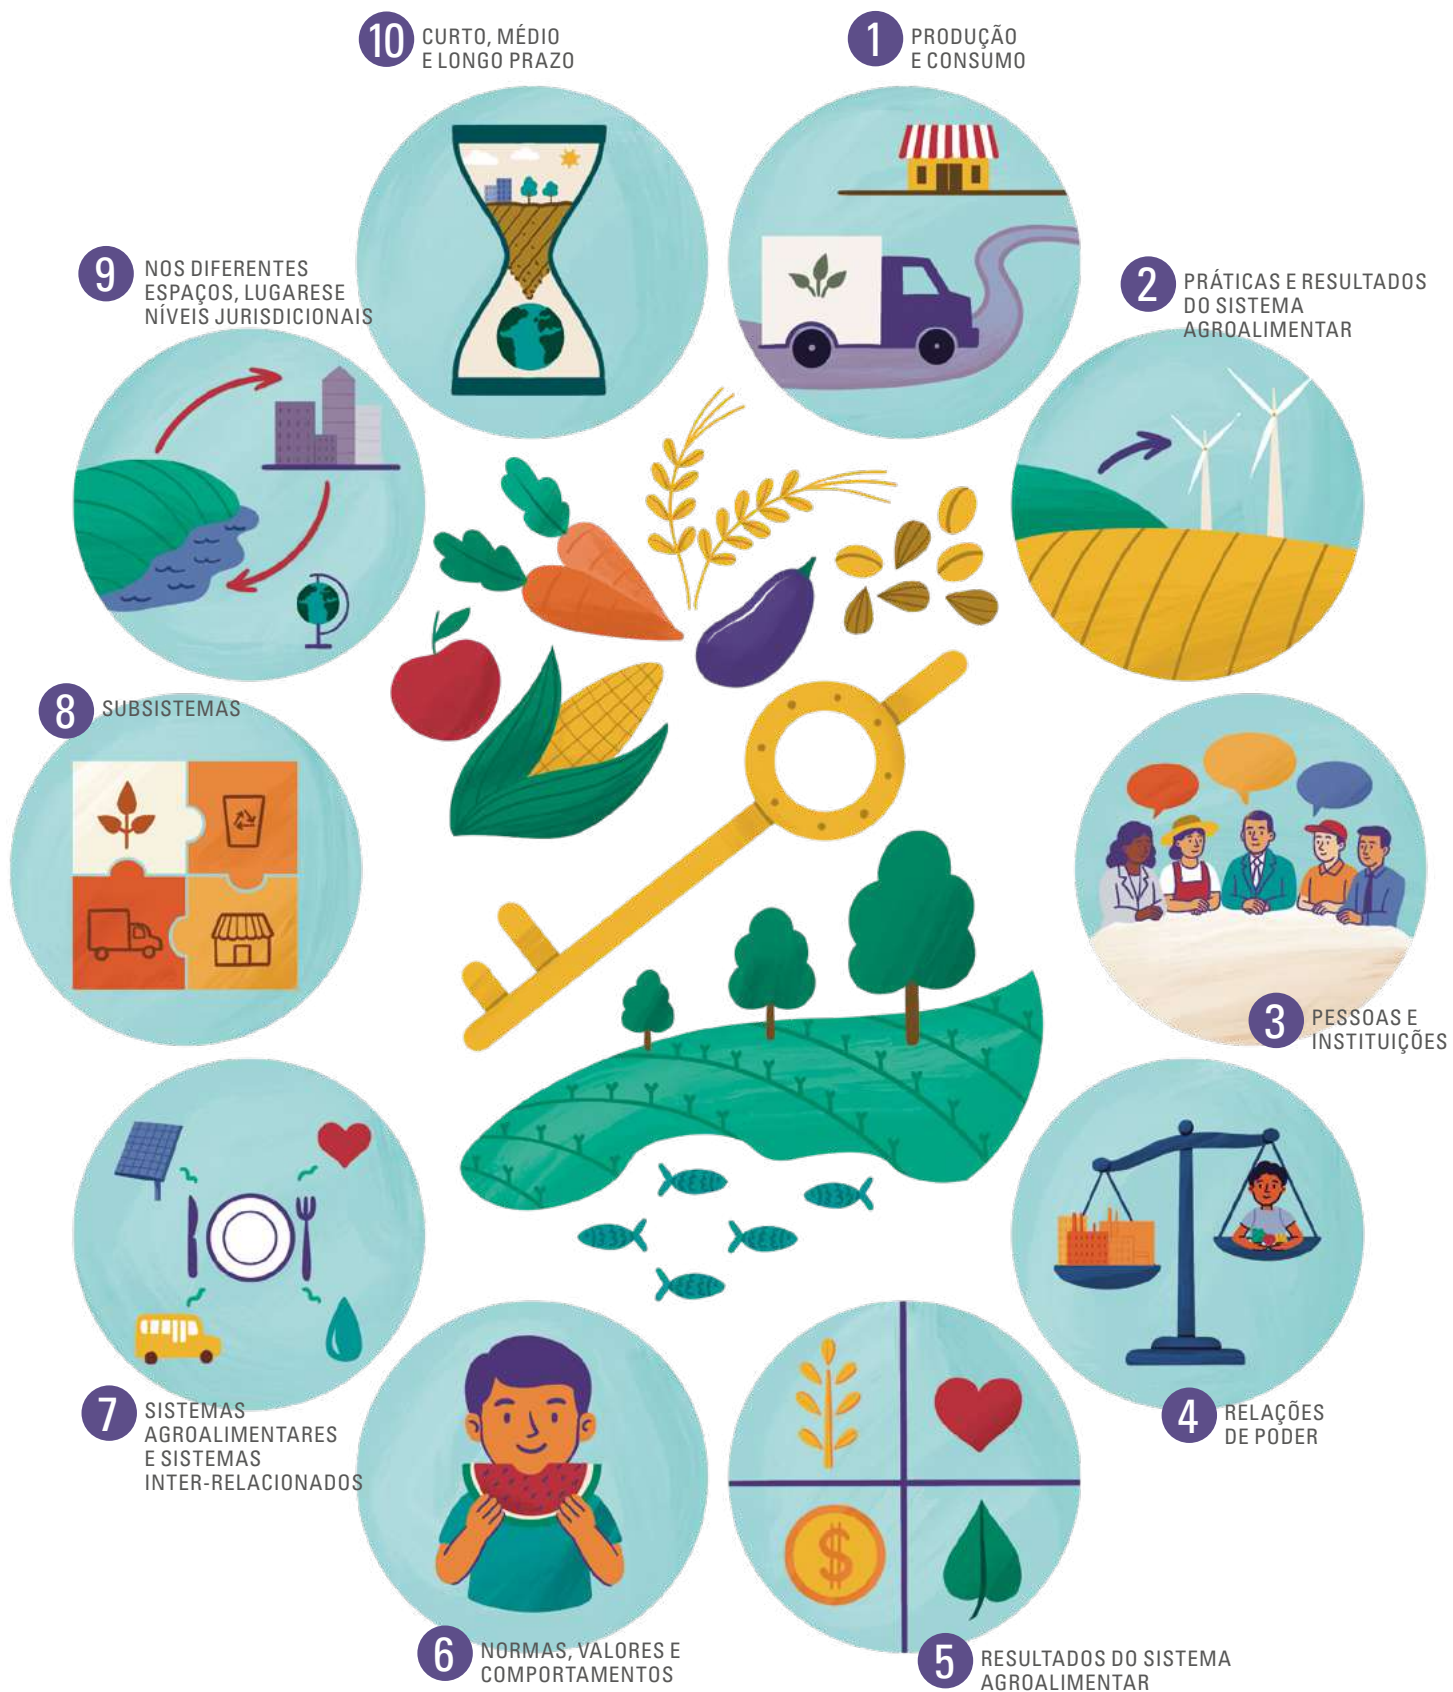 10
CURTO, MÉDIO
E LONGO PRAZO
1
PRODUÇÃO
E CONSUMO
9
NOS DIFERENTES
ESPAÇOS, LUGARESE
NÍVEIS JURISDICIONAIS
2
PRÁTICAS E RESULTADOS
DO SISTEMA
AGROALIMENTAR
8
SUBSISTEMAS
3
PESSOAS E
INSTITUIÇÕES
7
SISTEMAS
AGROALIMENTARES
E SISTEMAS
INTER-RELACIONADOS
4
RELAÇÕES
DE PODER
$
6
NORMAS, VALORES E
COMPORTAMENTOS
5
RESULTADOS DO SISTEMA
AGROALIMENTAR